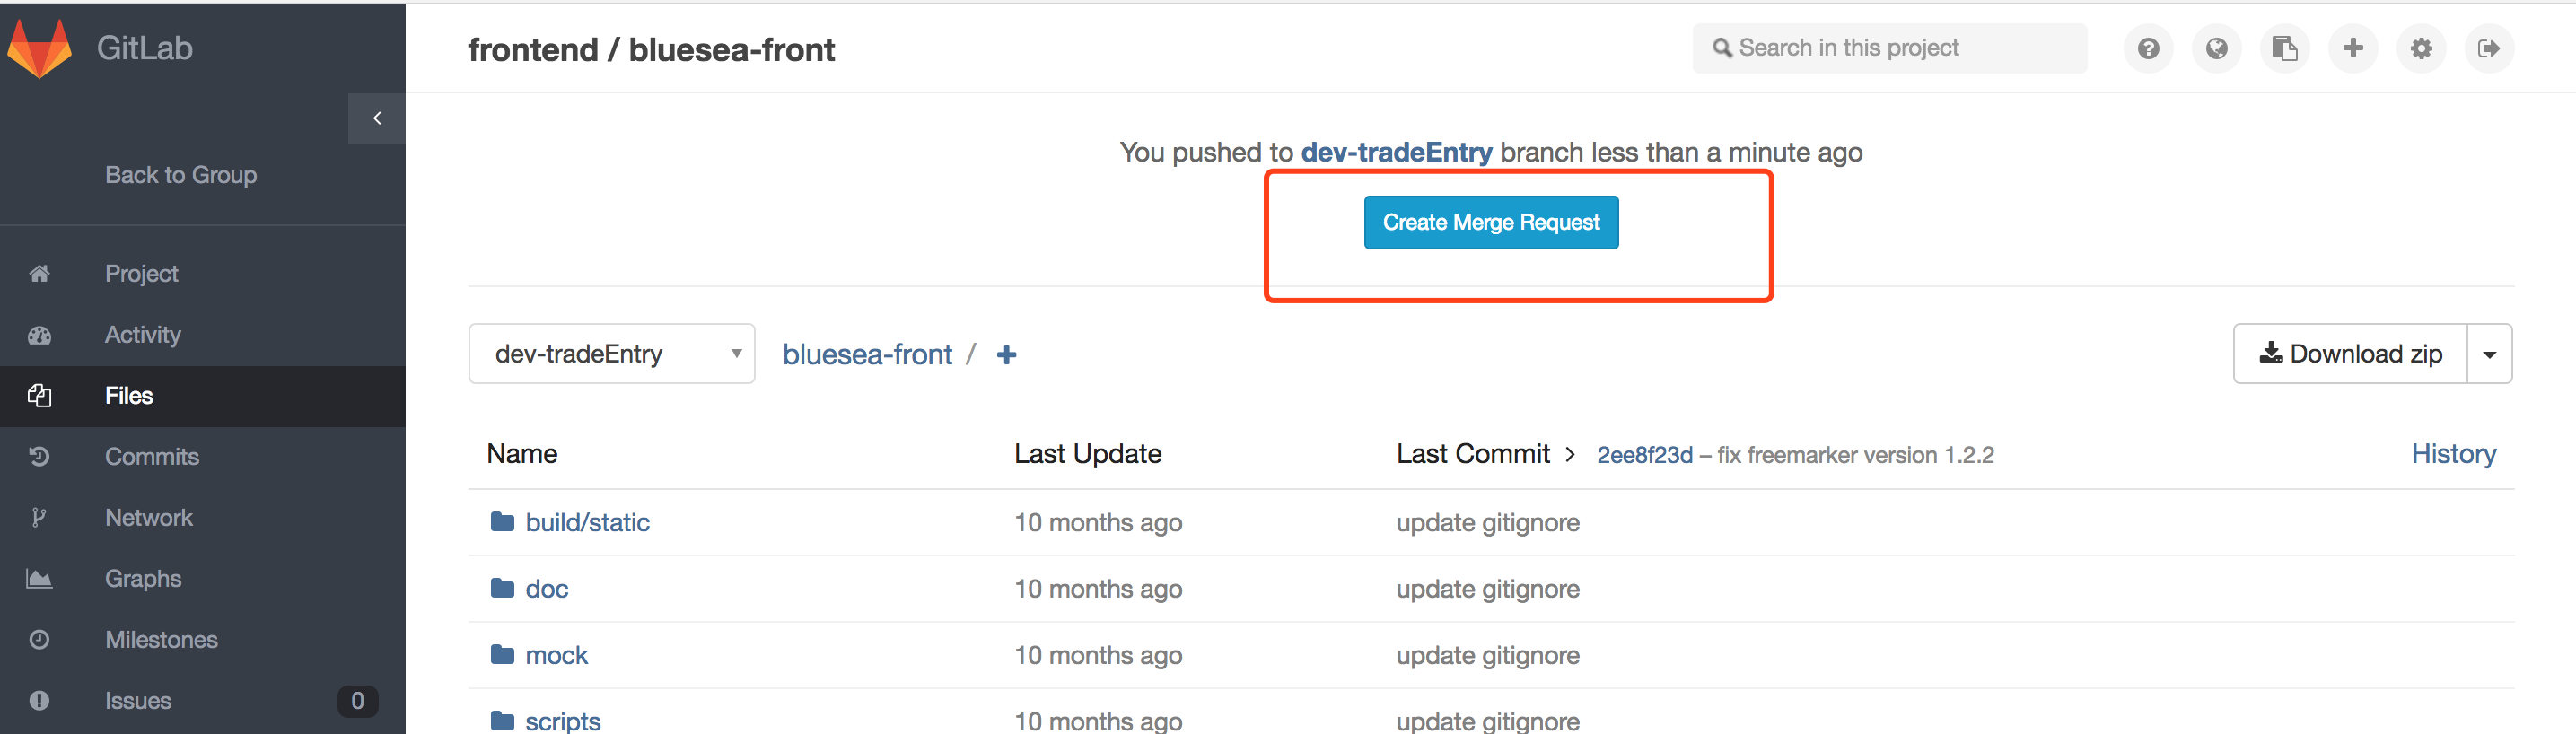 GitLab
frontend / bluesea-front
Search in this project
Back to Group
You pushed to dev-tradeEntry branch less than a minute ago
Create Merge Request
Project
Activity
Files
Commits
Network
Graphs
Milestones
Issues 0
dev-tradeEntry bluesea-front / +
Download zip
Name Last Update Last Commit > 2ee8f23d – fix freemarker version 1.2.2 History
build/static 10 months ago update gitignore
doc 10 months ago update gitignore
mock 10 months ago update gitignore
scripts 10 months ago update gitignore